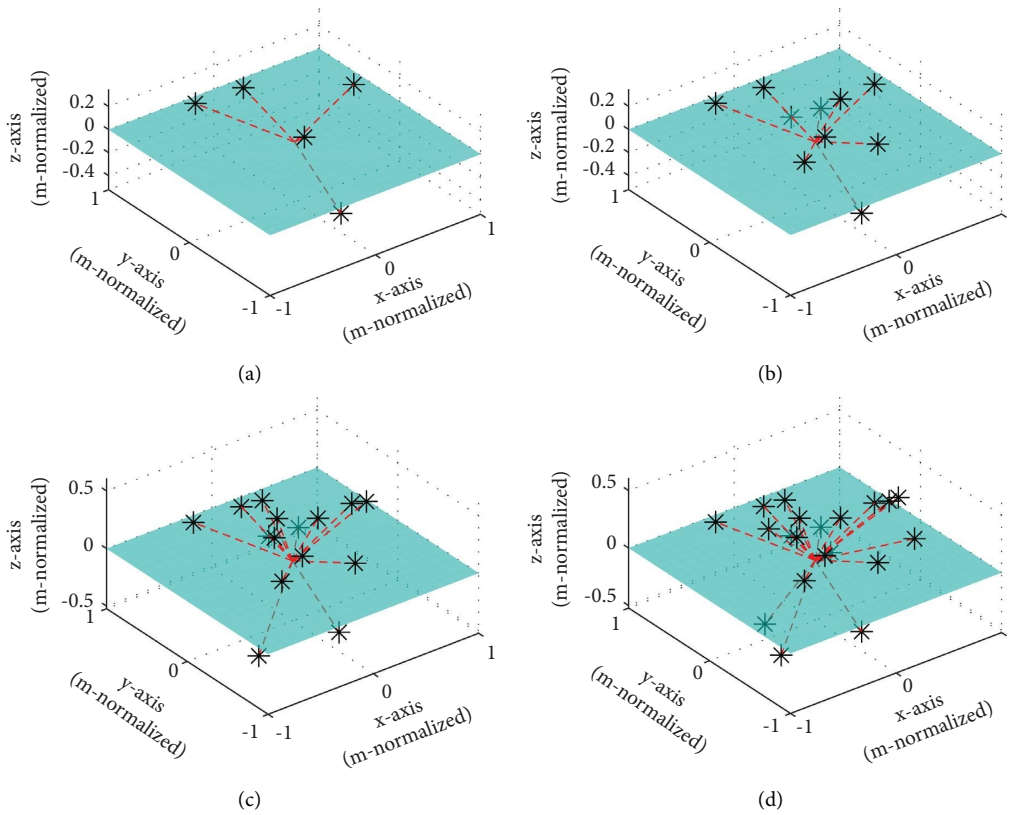 z-axis
(m-normalized)
0.2
0
-0.2
-0.4
1
0
-1
y-axis
(m-normalized)
-1
0
1
x-axis
(m-normalized)
(a)
z-axis
(m-normalized)
0.2
0
-0.2
-0.4
1
0
-1
y-axis
(m-normalized)
-1
0
x-axis
(m-normalized)
(b)
z-axis
(m-normalized)
0.5
0
-0.5
1
0
-1
y-axis
(m-normalized)
-1
0
1
x-axis
(m-normalized)
(c)
z-axis
(m-normalized)
0.5
0
-0.5
1
0
-1
y-axis
(m-normalized)
-1
0
x-axis
(m-normalized)
(d)